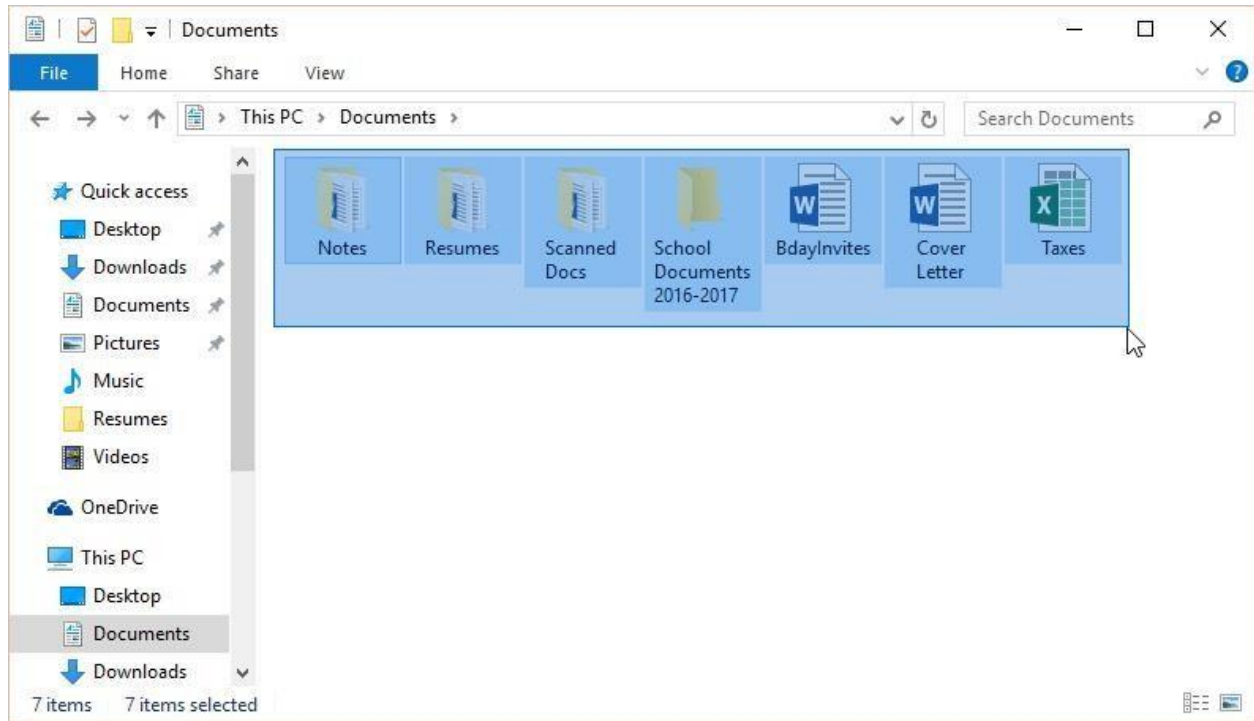 Documents
File Home Share View ?
This PC > Documents >
Search Documents
Quick access
Desktop
Downloads
Documents
Pictures
Music
Resumes
Videos
OneDrive
This PC
Desktop
Documents
Downloads
Notes
Resumes
Scanned
Docs
School
Documents
2016-2017
W
BdayInvites
W
Cover
Letter
X
Taxes
7 items 7 items selected